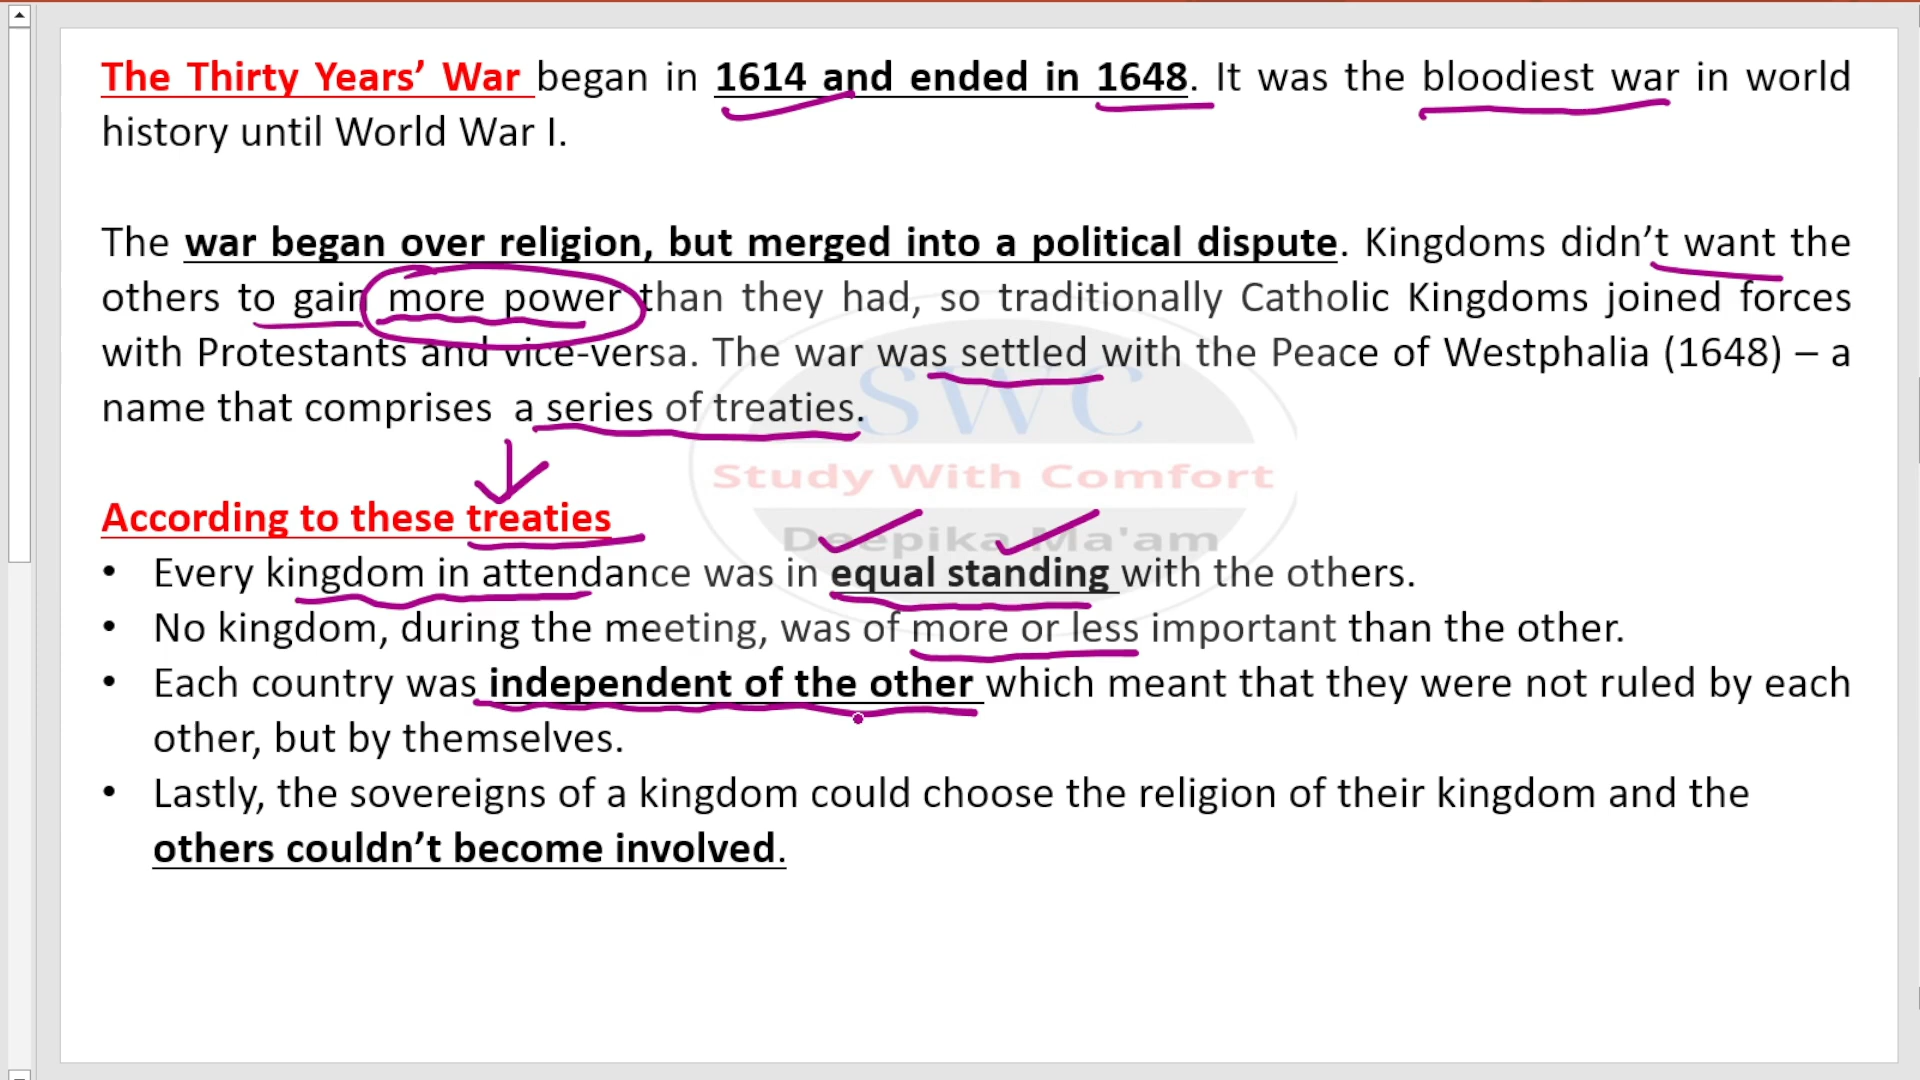 The Thirty Years’ War began in 1614 and ended in 1648. It was the bloodiest war in world
history until World War I.
The war began over religion, but merged into a political dispute. Kingdoms didn’t want the
others to gain more power than they had, so traditionally Catholic Kingdoms joined forces
with Protestants and vice-versa. The war was settled with the Peace of Westphalia (1648) – a
name that comprises a series of treaties.
SWC
Study With Comfort
According to these treaties
Deepika Ma'am
• Every kingdom in attendance was in equal standing with the others.
• No kingdom, during the meeting, was of more or less important than the other.
• Each country was independent of the other which meant that they were not ruled by each
other, but by themselves.
• Lastly, the sovereigns of a kingdom could choose the religion of their kingdom and the
others couldn’t become involved.